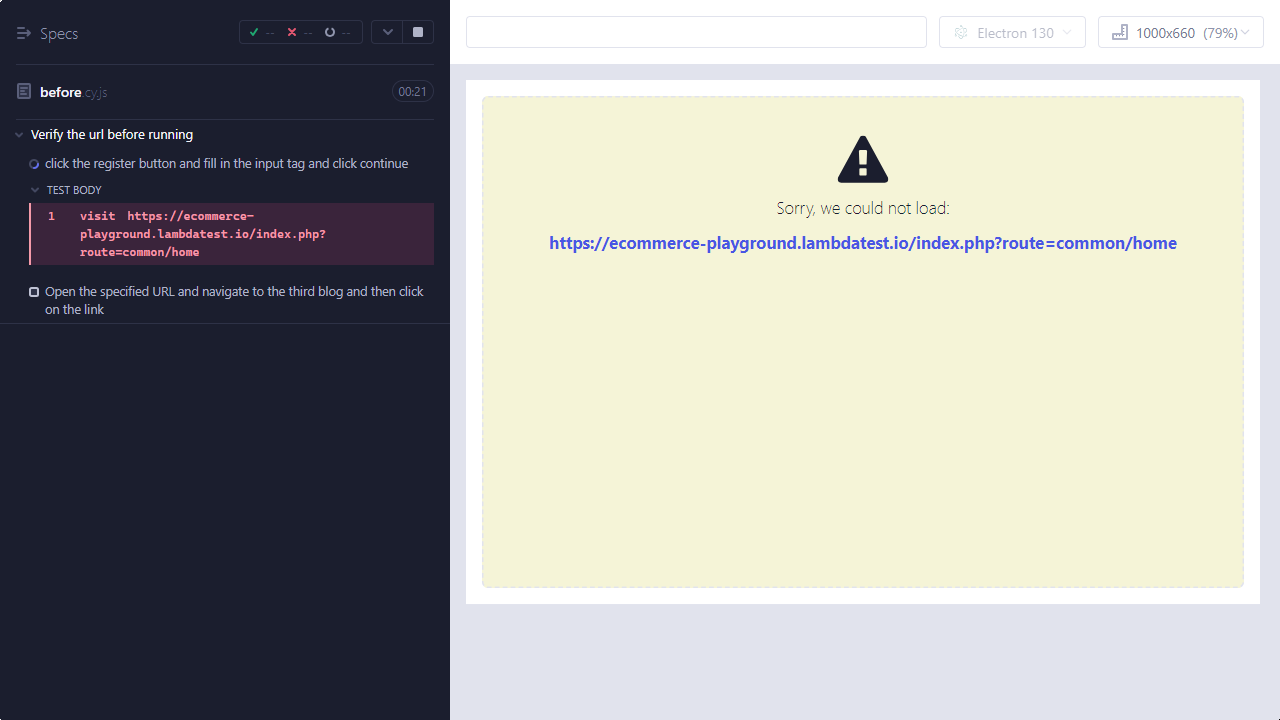 Specs
-- -- --
before.cy.js
00:21
Verify the url before running
click the register button and fill in the input tag and click continue
TEST BODY
1 visit https://ecommerce-
playground.lambdatest.io/index.php?
route=common/home
Open the specified URL and navigate to the third blog and then click
on the link
Electron 130
1000x660 (79%)
Sorry, we could not load:
https://ecommerce-playground.lambdatest.io/index.php?route=common/home